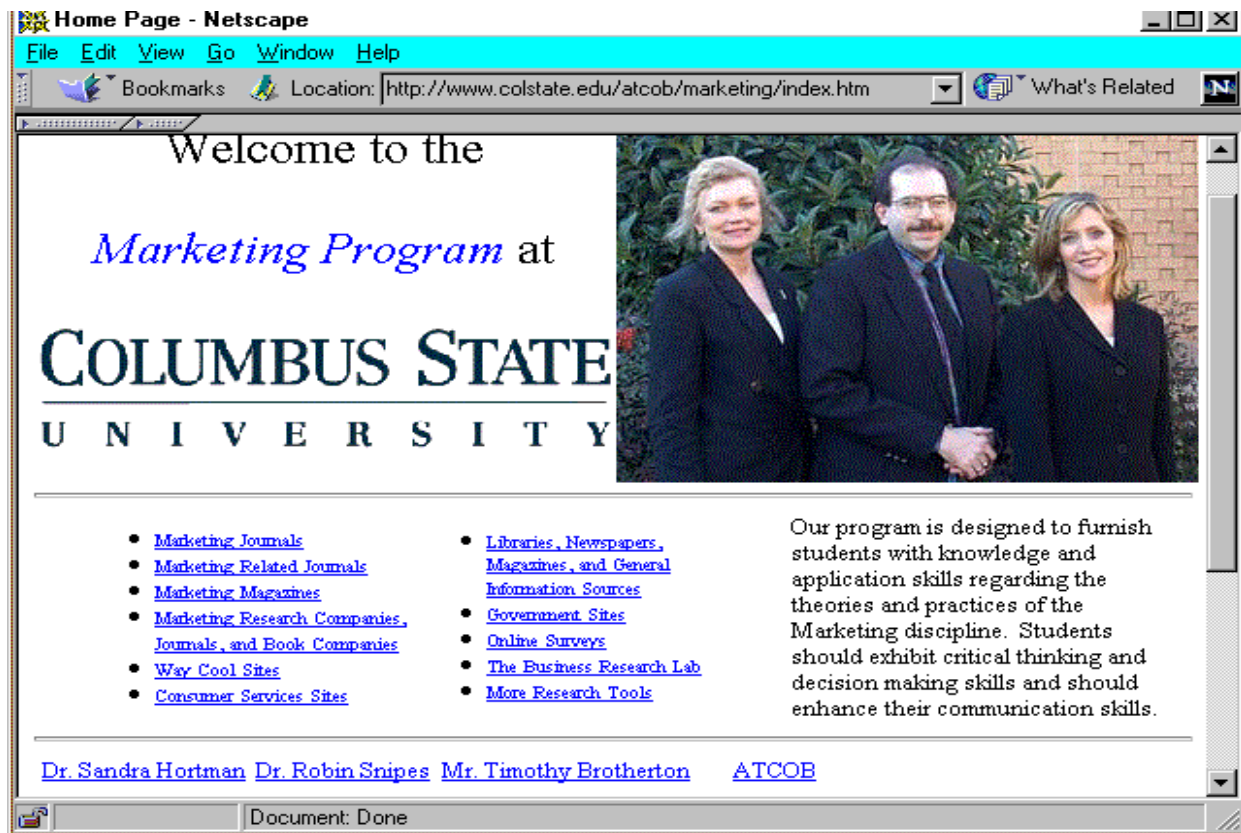 Home Page - Netscape
File Edit View Go Window Help
Bookmarks Location: http://www.colstate.edu/atcob/marketing/index.htm What's Related N
Welcome to the
Marketing Program at
COLUMBUS STATE
UNIVERSITY
Marketing Journals
Marketing Related Journals
Marketing Magazines
Marketing Research Companies,
Journals, and Book Companies
Way Cool Sites
Consumer Services Sites
Libraries, Newspapers,
Magazines, and General
Information Sources
Government Sites
Online Surveys
The Business Research Lab
More Research Tools
Our program is designed to furnish
students with knowledge and
application skills regarding the
theories and practices of the
Marketing discipline. Students
should exhibit critical thinking and
decision making skills and should
enhance their communication skills.
Dr. Sandra Hortman Dr. Robin Snipes Mr. Timothy Brotherton ATCOB
Document: Done